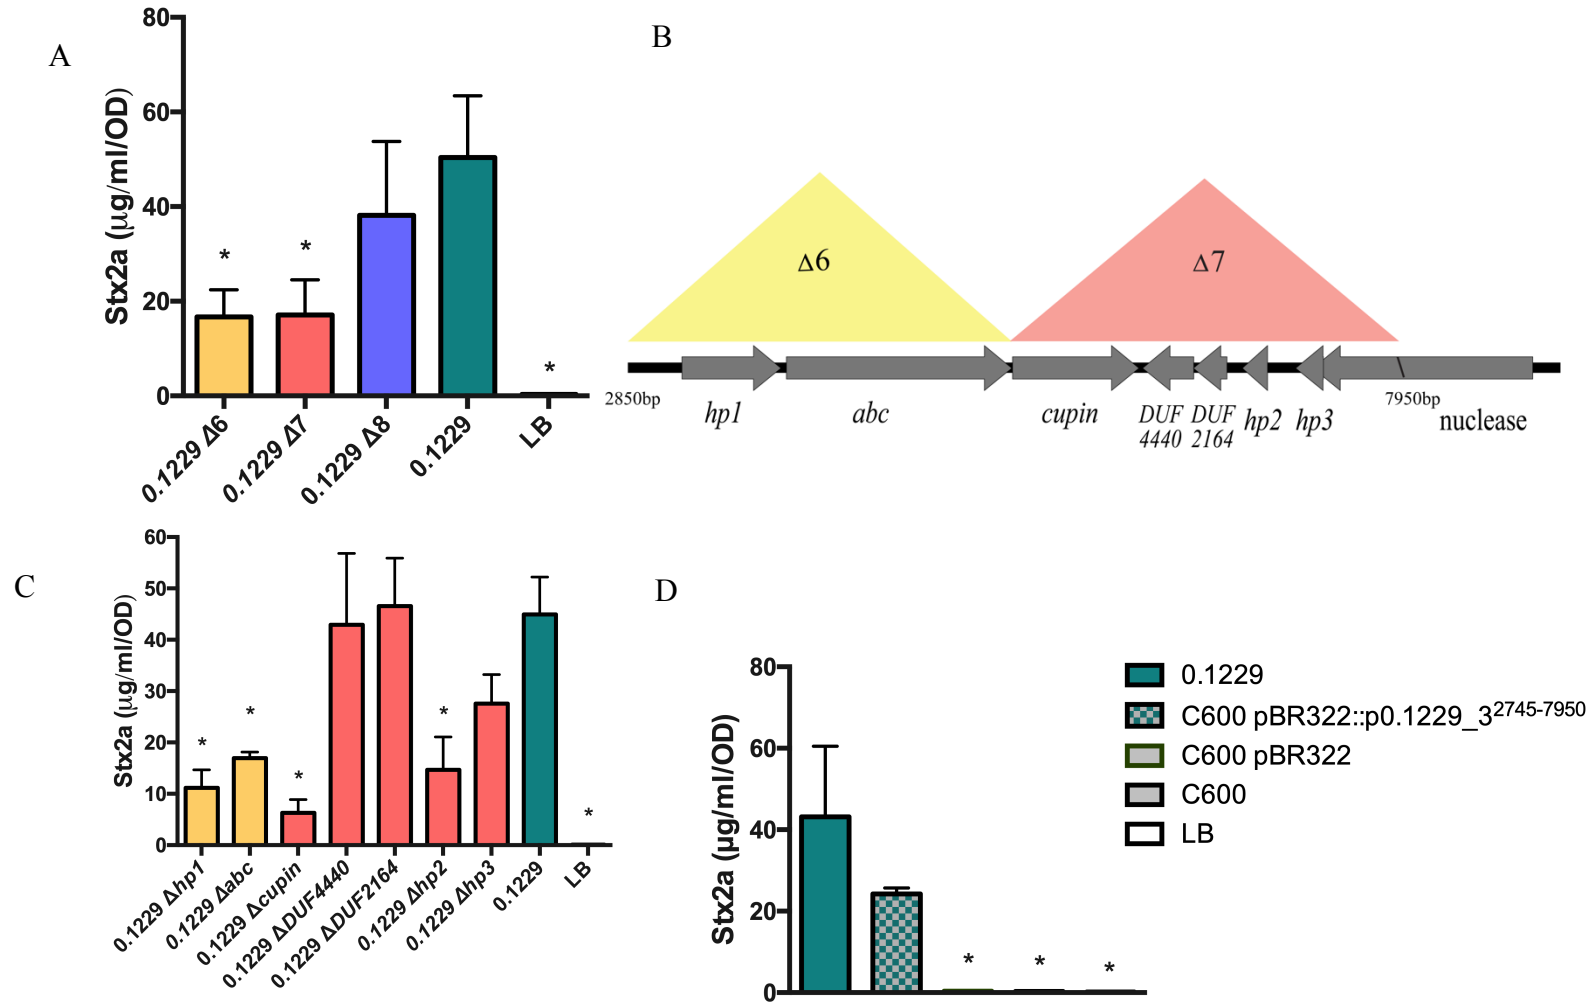 A
Stx2a (µg/ml/OD)
80
60
40
20
0
*
*
*
0.1229 Δ6
0.1229 Δ7
0.1229 Δ8
0.1229
LB
B
Δ6
Δ7
2850bp
7950bp
hp1
abc
cupin
DUF
4440
DUF
2164
hp2
hp3
nuclease
C
Stx2a (µg/ml/OD)
60
50
40
30
20
10
0
*
*
*
*
*
0.1229 Δhp1
0.1229 Δabc
0.1229 Δcupin
0.1229 ΔDUF4440
0.1229 ΔDUF2164
0.1229 Δhp2
0.1229 Δhp3
0.1229
LB
D
Stx2a (µg/ml/OD)
80
60
40
20
0
*
*
*
0.1229
C600 pBR322::p0.1229_32745-7950
C600 pBR322
C600
LB